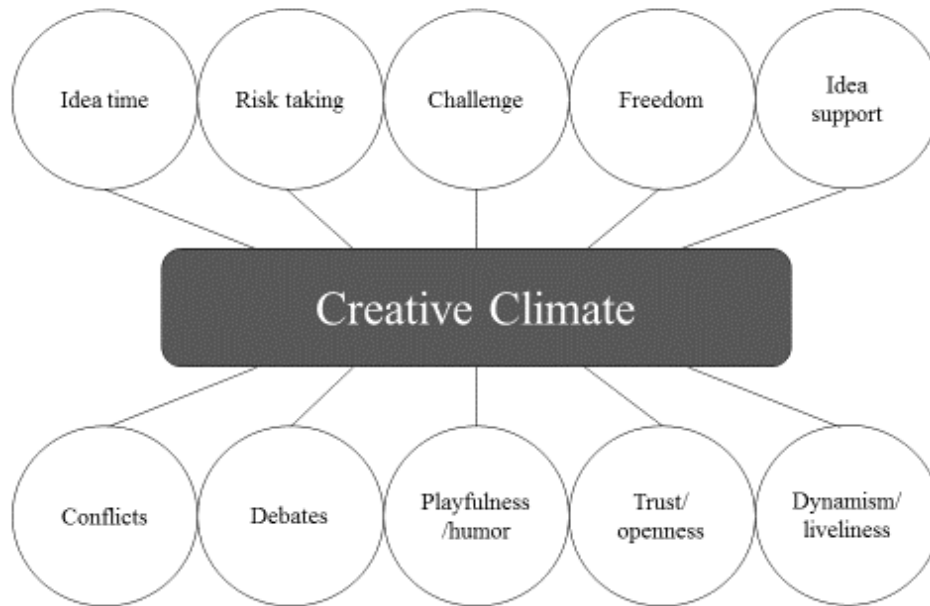 Idea time
Risk taking
Challenge
Freedom
Idea
support
Creative Climate
Conflicts
Debates
Playfulness
/humor
Trust/
openness
Dynamism/
liveliness